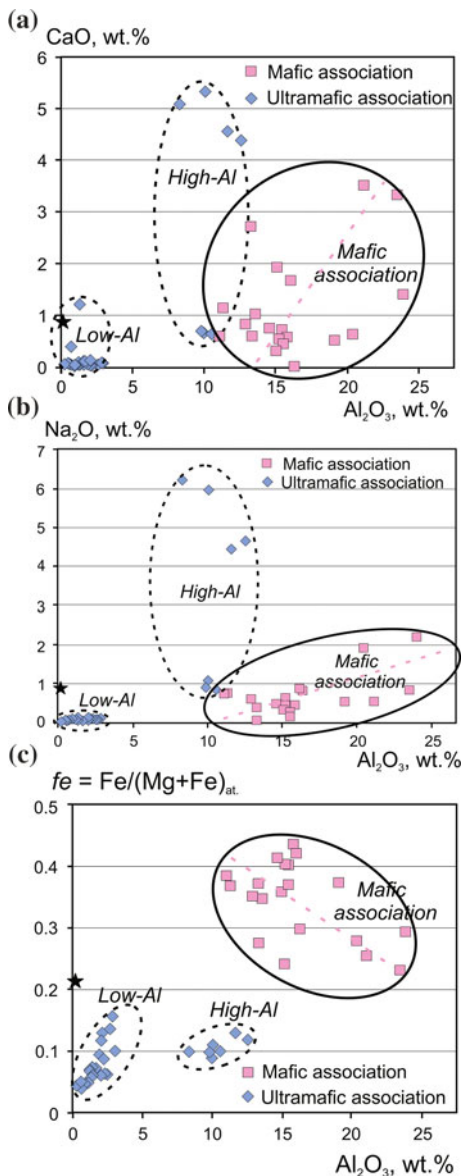 (a)
CaO, wt.%
6
5
4
3
2
1
0
Mafic association
Ultramafic association
High-Al
Mafic
association
Low-Al
0 5 10 15 20 25
Al₂O₃, wt.%
(b)
Na₂O, wt.%
7
6
5
4
3
2
1
0
Mafic association
Ultramafic association
High-Al
Mafic
association
Low-Al
0 5 10 15 20 25
Al₂O₃, wt.%
(c)
fe = Fe/(Mg+Fe)at.
0.5
0.4
0.3
0.2
0.1
0
Mafic
association
Low-Al
High-Al
Mafic association
Ultramafic association
0 5 10 15 20 25
Al₂O₃, wt.%